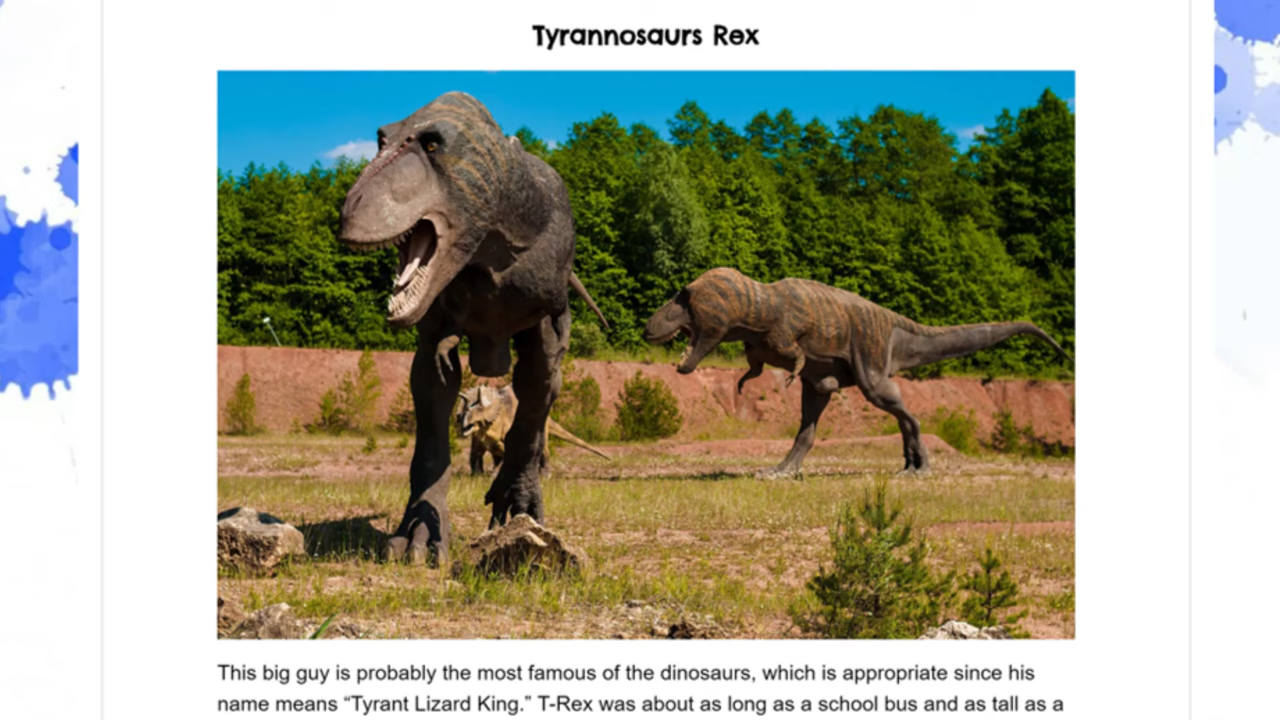 Tyrannosaurs Rex
This big guy is probably the most famous of the dinosaurs, which is appropriate since his
name means “Tyrant Lizard King.” T-Rex was about as long as a school bus and as tall as a